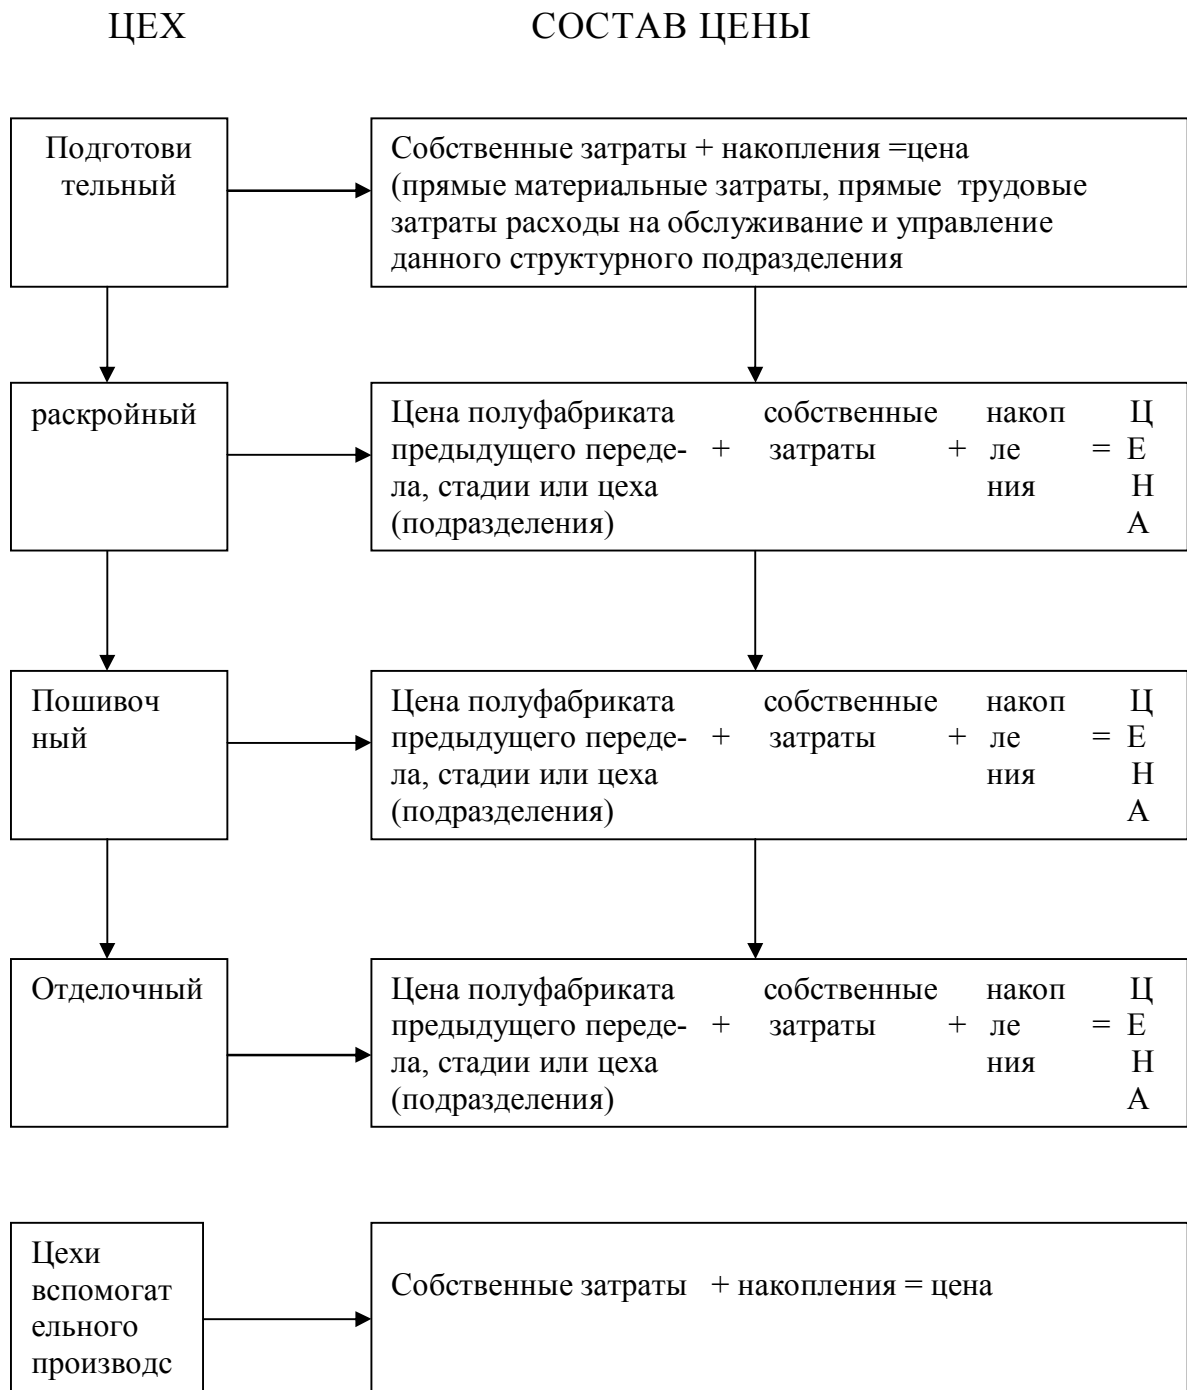 ЦЕХ СОСТАВ ЦЕНЫ
Подготови
тельный
Собственные затраты + накопления =цена
(прямые материальные затраты, прямые трудовые
затраты расходы на обслуживание и управление
данного структурного подразделения
раскройный
Цена полуфабриката собственные накоп Ц
предыдущего переде- + затраты + ле = Е
ла, стадии или цеха ния Н
(подразделения) А
Пошивоч
ный
Цена полуфабриката собственные накоп Ц
предыдущего переде- + затраты + ле = Е
ла, стадии или цеха ния Н
(подразделения) А
Отделочный
Цена полуфабриката собственные накоп Ц
предыдущего переде- + затраты + ле = Е
ла, стадии или цеха ния Н
(подразделения) А
Цехи
вспомогат
ельного
производс
Собственные затраты + накопления = цена